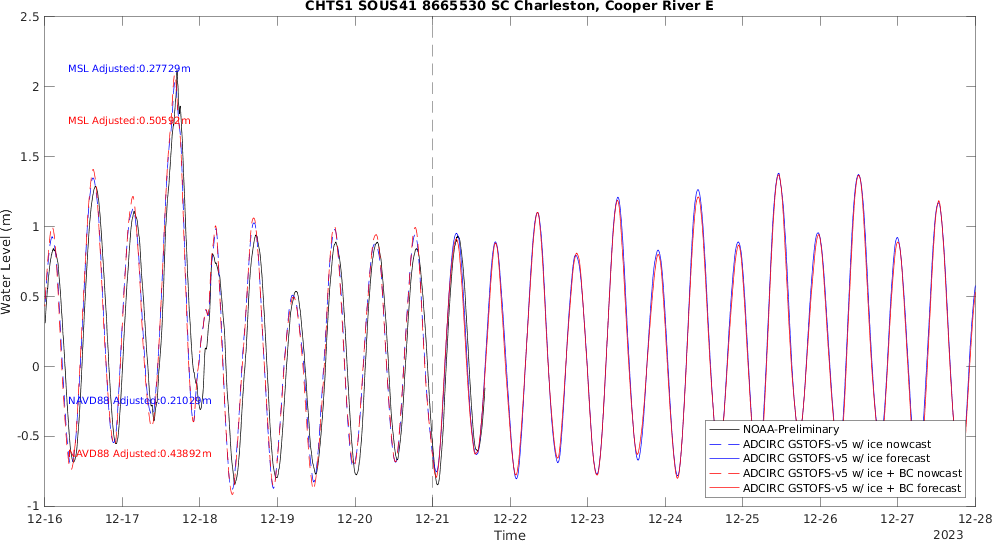 CHTS1 SOUS41 8665530 SC Charleston, Cooper River E
Water Level (m)
2.5
2
1.5
1
0.5
0
-0.5
-1
MSL Adjusted:0.27729m
MSL Adjusted:0.50592m
NAVD88 Adjusted:0.21029m
NAVD88 Adjusted:0.43892m
NOAA-Preliminary
ADCIRC GSTOFS-v5 w/ ice nowcast
ADCIRC GSTOFS-v5 w/ ice forecast
ADCIRC GSTOFS-v5 w/ ice + BC nowcast
ADCIRC GSTOFS-v5 w/ ice + BC forecast
12-16 12-17 12-18 12-19 12-20 12-21 12-22 12-23 12-24 12-25 12-26 12-27 12-28
Time
2023